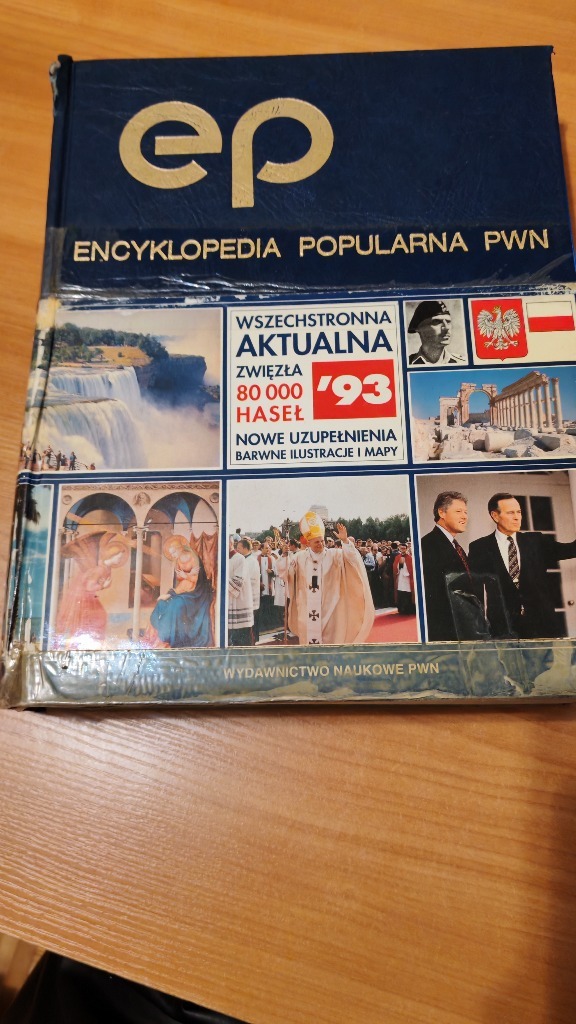 ep
ENCYKLOPEDIA POPULARNA PWN
WSZECHSTRONNA
AKTUALNA
ZWIĘZŁA
80 000
HASEŁ
'93
NOWE UZUPEŁNIENIA
BARWNE ILUSTRACJE I MAPY
WYDAWNICTWO NAUKOWE PWN